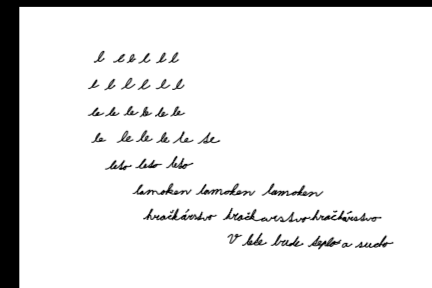 l l l l l l
l l l l l l
le le le le le le
le le le le le le
leto leto leto
lamoken lamoken lamoken
hračkárstvo hračkarstvo hračkárstvo
V lete bude teplo a sucho